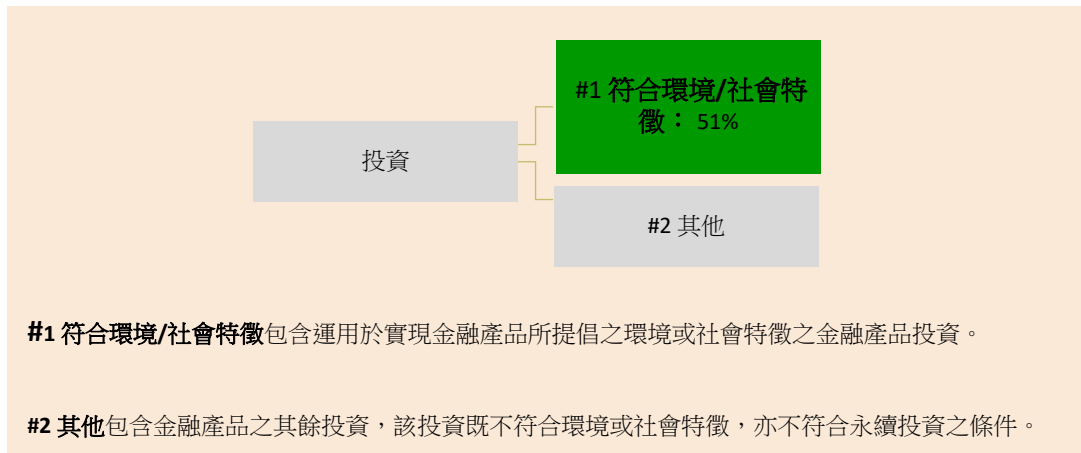 #1 符合環境/社會特
徵： 51%
投資
#2 其他
#1 符合環境/社會特徵包含運用於實現金融產品所提倡之環境或社會特徵之金融產品投資。
#2 其他包含金融產品之其餘投資，該投資既不符合環境或社會特徵，亦不符合永續投資之條件。